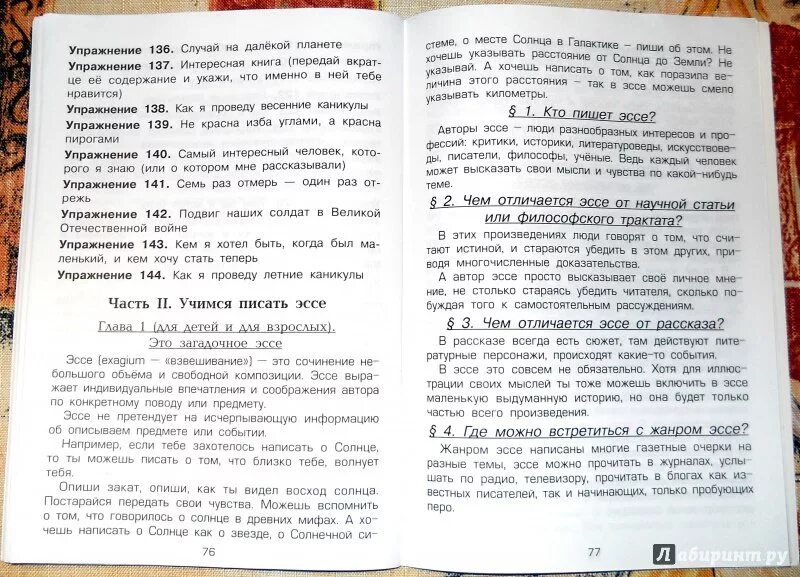 Упражнение 136. Случай на далёкой планете
Упражнение 137. Интересная книга (передай вкрат-
це её содержание и укажи, что именно в ней тебе
нравится)
Упражнение 138. Как я проведу весенние каникулы
Упражнение 139. Не красна изба углами, а красна
пирогами
Упражнение 140. Самый интересный человек, кото-
рого я знаю (или о котором мне рассказывали)
Упражнение 141. Семь раз отмерь — один раз от-
режь
Упражнение 142. Подвиг наших солдат в Великой
Отечественной войне
Упражнение 143. Кем я хотел быть, когда был ма-
леньким, и кем хочу стать теперь
Упражнение 144. Как я проведу летние каникулы
Часть II. Учимся писать эссе
Глава 1 (для детей и для взрослых).
Это загадочное эссе
Эссе (exagium — «взвешивание») — это сочинение не-
большого объёма и свободной композиции. Эссе выра-
жает индивидуальные впечатления и соображения автора
по конкретному поводу или предмету.
Эссе не претендует на исчерпывающую информацию
об описываем предмете или событии.
Например, если тебе захотелось написать о Солнце,
то ты можешь писать о том, что близко тебе, волнует
тебя.
Опиши закат, опиши, как ты видел восход солнца.
Постарайся передать свои чувства. Можешь вспомнить
о том, что говорилось о солнце в древних мифах. А хо-
чешь написать о Солнце как о звезде, о Солнечной си-
76
стеме, о месте Солнца в Галактике – пиши об этом. Не
хочешь указывать расстояние от Солнца до Земли? Не
указывай. А хочешь написать о том, как поразила ве-
личина этого расстояния – так в эссе можешь смело
указывать километры.
§ 1. Кто пишет эссе?
Авторы эссе – люди разнообразных интересов и про-
фессий: критики, историки, литературоведы, искусствове-
ды, писатели, философы, учёные. Ведь каждый человек
может высказать свои мысли и чувства по какой-нибудь
теме.
§ 2. Чем отличается эссе от научной статьи
или философского трактата?
В этих произведениях люди говорят о том, что счи-
тают истиной, и стараются убедить в этом других, при-
водя многочисленные доказательства.
А автор эссе просто высказывает своё личное мне-
ние, не столько стараясь убедить читателя, сколько по-
буждая того к самостоятельным рассуждениям.
§ 3. Чем отличается эссе от рассказа?
В рассказе всегда есть сюжет, там действуют ли-
тературные персонажи, происходят какие-то события.
В эссе это совсем не обязательно. Хотя для иллюст-
рации своих мыслей ты тоже можешь включить в эссе
маленькую выдуманную историю, но она будет только
частью всего произведения.
§ 4. Где можно встретиться с жанром эссе?
Жанром эссе написаны многие газетные очерки на
разные темы, эссе можно прочитать в журналах, услы-
шать по радио, телевизору, прочитать в блогах как из-
вестных писателей, так и начинающих, только пробующих
перо.
77
Лабиринт.ру